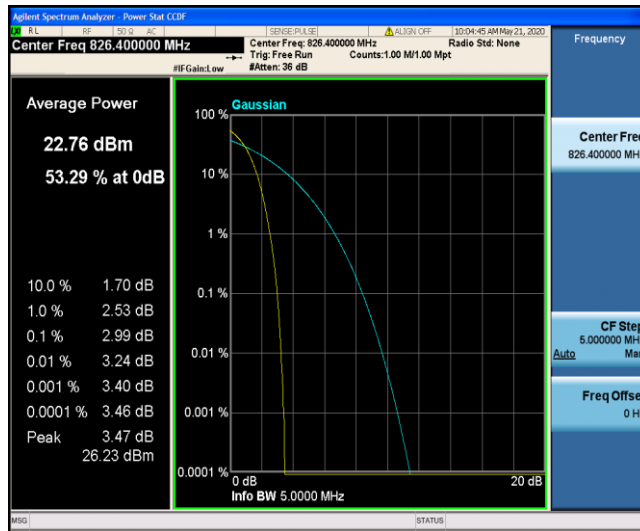 Agilent Spectrum Analyzer - Power Stat CCDF
RL RF 50 Ω AC SENSE:PULSE ALIGN OFF 10:04:45 AM May 21, 2020
Center Freq 826.400000 MHz
Center Freq: 826.400000 MHz Radio Std: None
Trig: Free Run Counts:1.00 M/1.00 Mpt
#IFGain:Low #Atten: 36 dB
Frequency
Average Power
22.76 dBm
53.29 % at 0dB
10.0 % 1.70 dB
1.0 % 2.53 dB
0.1 % 2.99 dB
0.01 % 3.24 dB
0.001 % 3.40 dB
0.0001 % 3.46 dB
Peak 3.47 dB
26.23 dBm
Gaussian
100 %
10 %
1 %
0.1 %
0.01 %
0.001 %
0.0001 %
0 dB 20 dB
Info BW 5.0000 MHz
Center Fre
826.400000 MH
CF Step
5.000000 MH
Auto Ma
Freq Offse
0 H
MSG STATUS